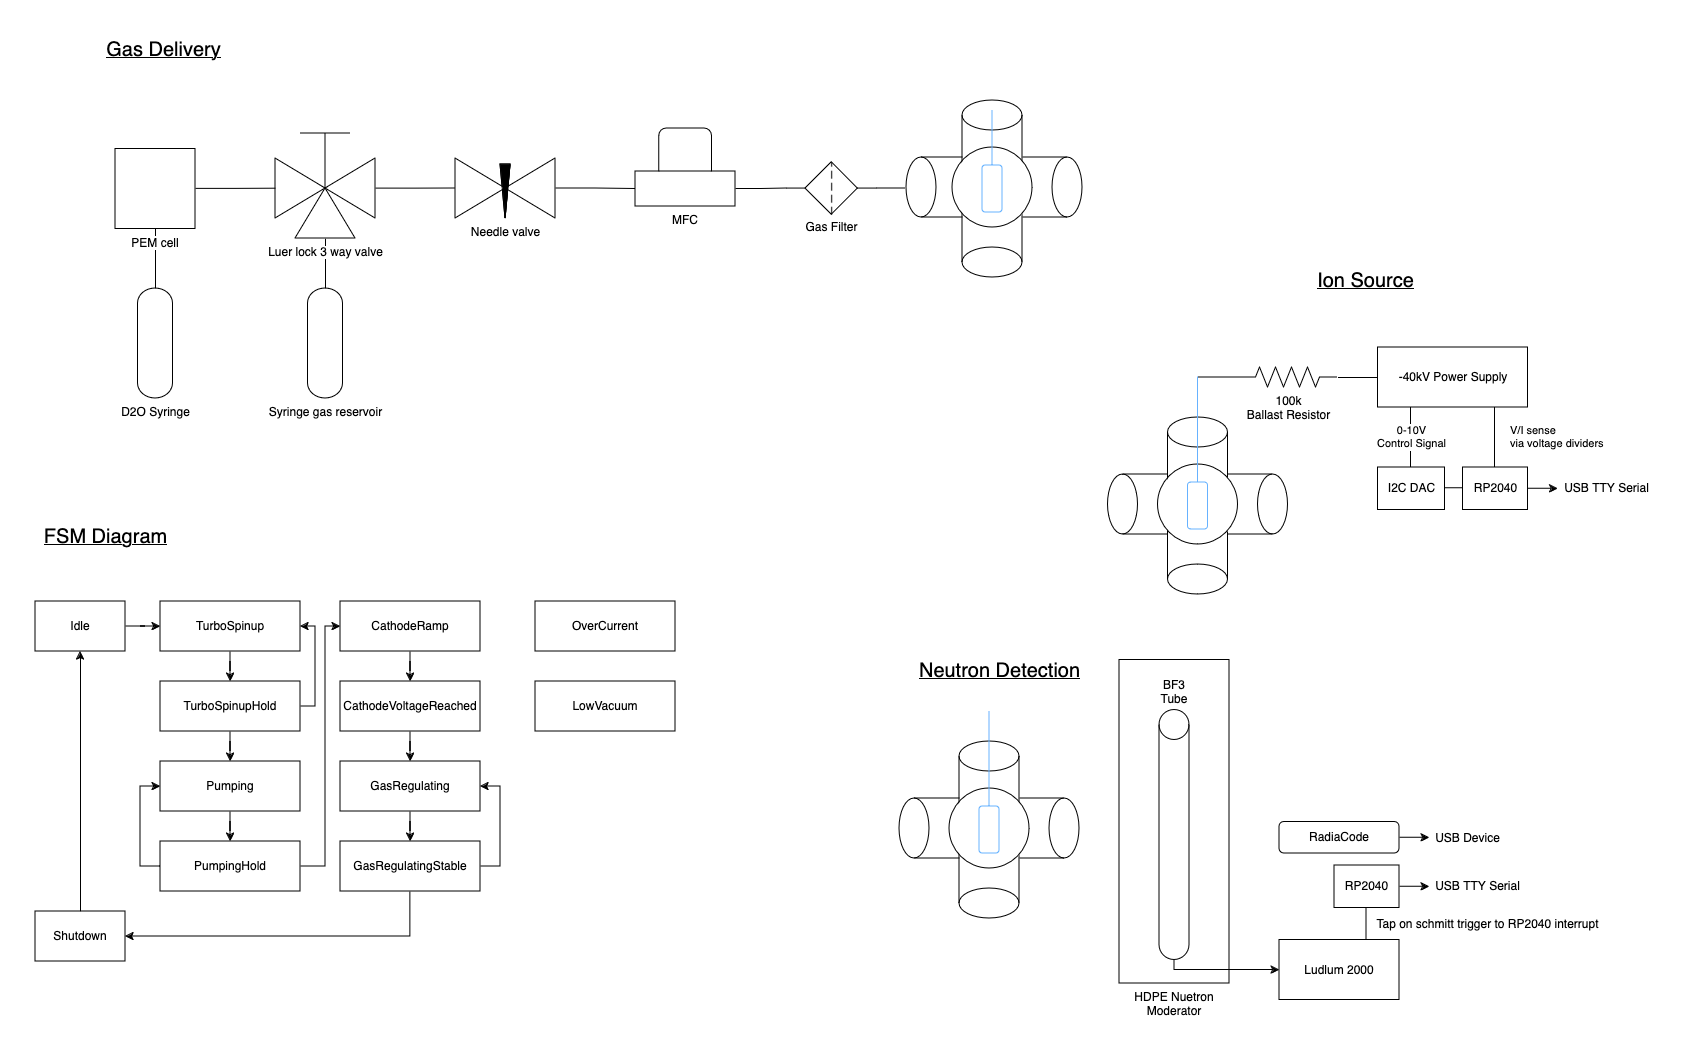 Gas Delivery
PEM cell
Luer lock 3 way valve
Needle valve
MFC
Gas Filter
D2O Syringe
Syringe gas reservoir
Ion Source
-40kV Power Supply
100k
Ballast Resistor
0-10V
Control Signal
V/I sense
via voltage dividers
I2C DAC
RP2040
USB TTY Serial
FSM Diagram
Idle
TurboSpinup
CathodeRamp
OverCurrent
TurboSpinupHold
CathodeVoltageReached
LowVacuum
Pumping
GasRegulating
PumpingHold
GasRegulatingStable
Shutdown
Neutron Detection
BF3
Tube
RadiaCode
USB Device
RP2040
USB TTY Serial
Tap on schmitt trigger to RP2040 interrupt
Ludlum 2000
HDPE Nuetron
Moderator